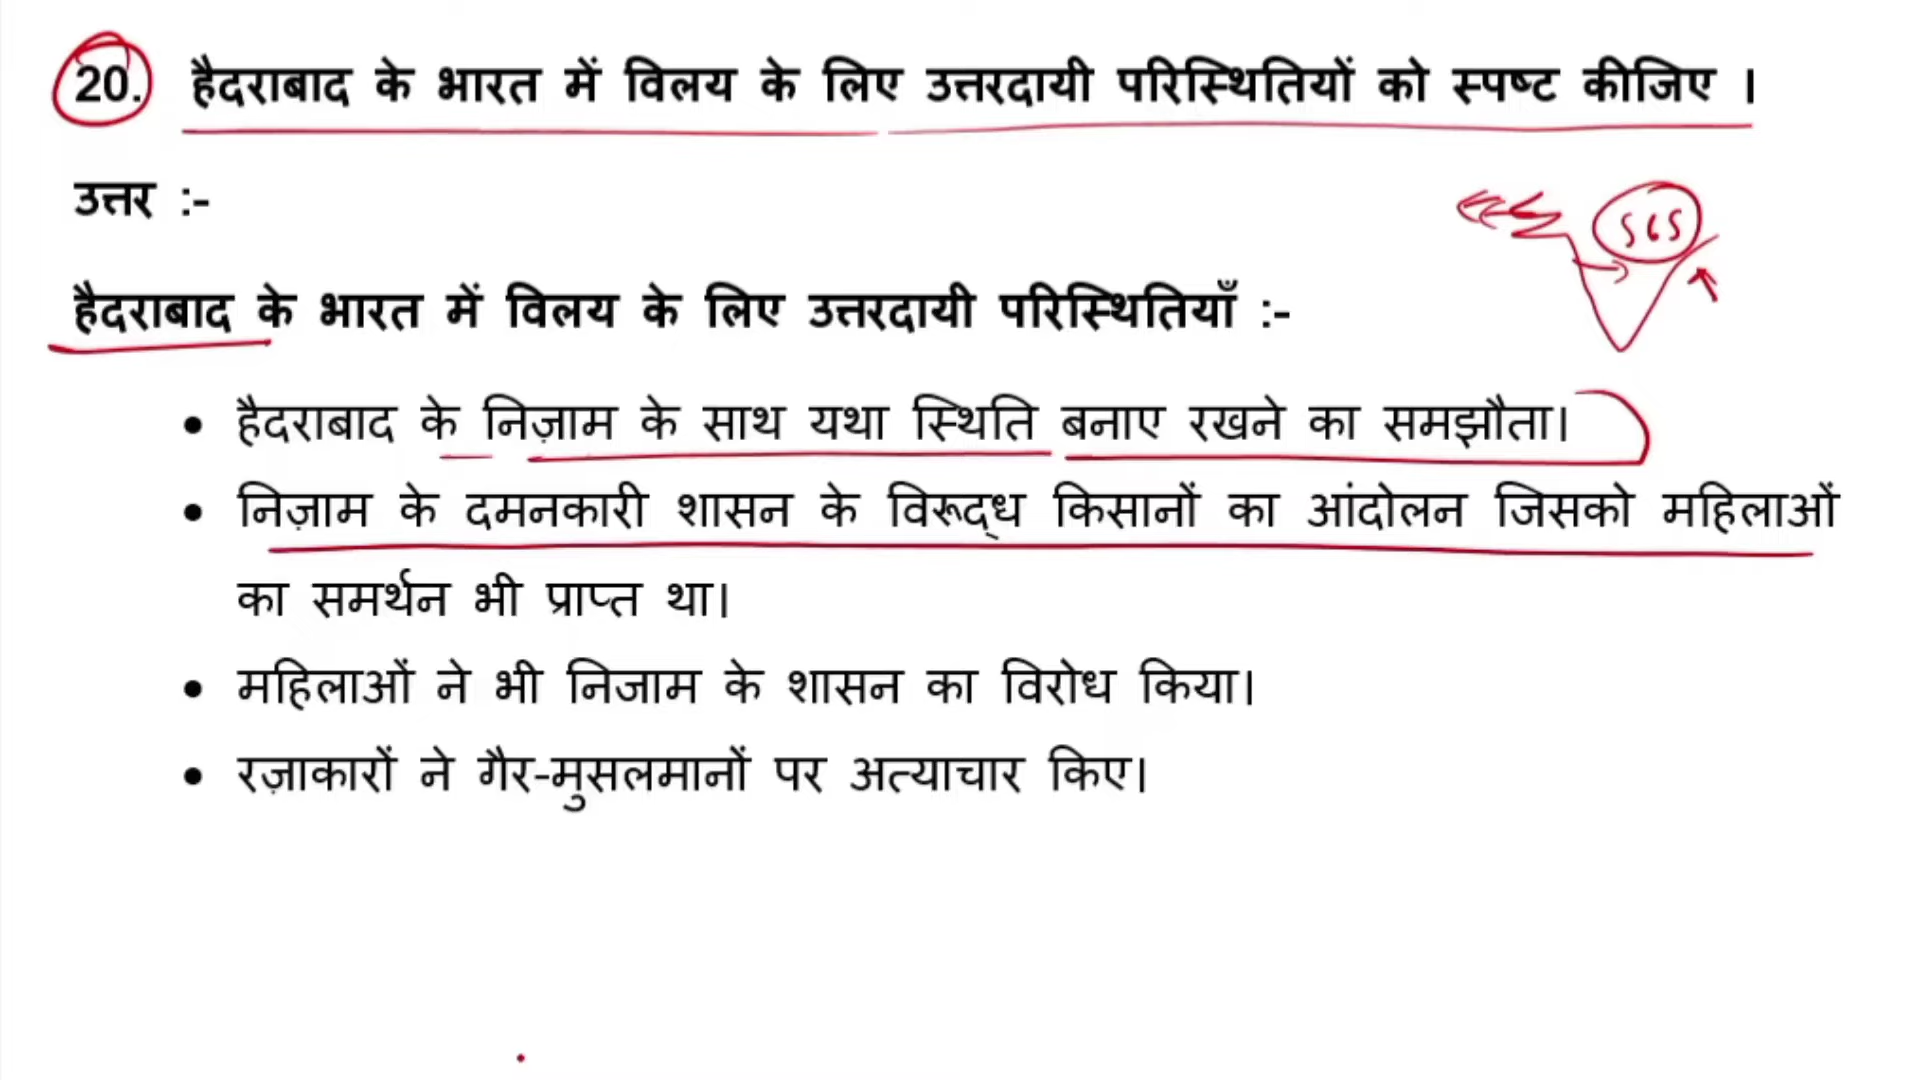 20. हैदराबाद के भारत में विलय के लिए उत्तरदायी परिस्थितियों को स्पष्ट कीजिए ।
उत्तर :-
565
हैदराबाद के भारत में विलय के लिए उत्तरदायी परिस्थितियाँ :-
• हैदराबाद के निज़ाम के साथ यथा स्थिति बनाए रखने का समझौता।
• निज़ाम के दमनकारी शासन के विरूद्ध किसानों का आंदोलन जिसको महिलाओं
का समर्थन भी प्राप्त था।
• महिलाओं ने भी निजाम के शासन का विरोध किया।
• रज़ाकारों ने गैर-मुसलमानों पर अत्याचार किए।